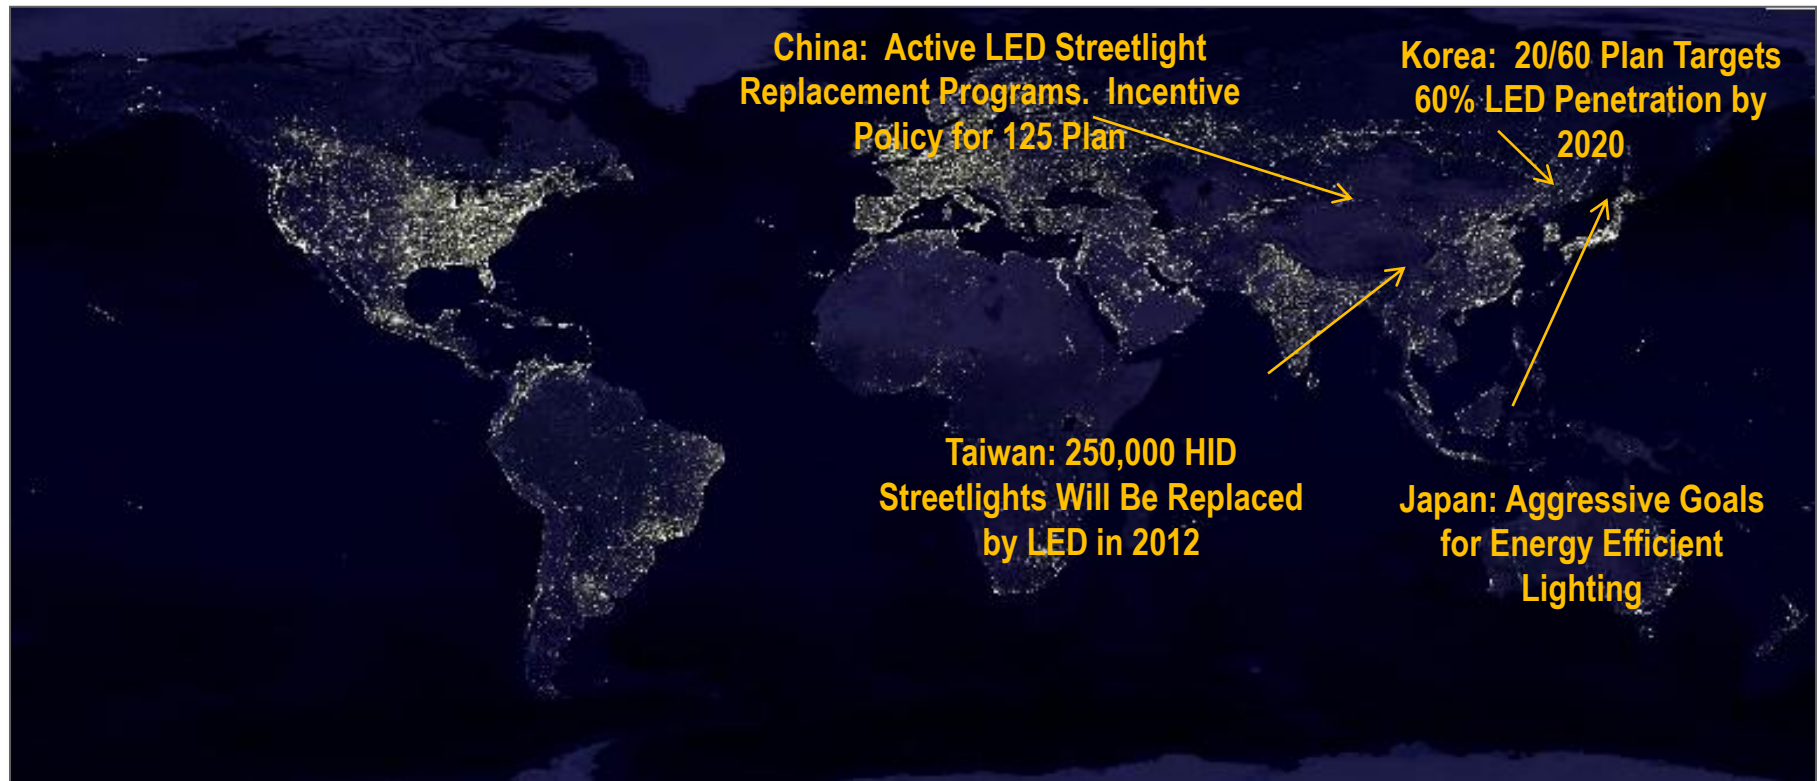 China:  Active LED Streetlight
Replacement Programs.  Incentive
Policy for 125 Plan
Korea:  20/60 Plan Targets
60% LED Penetration by
2020
Taiwan: 250,000 HID
Streetlights Will Be Replaced
by LED in 2012
Japan: Aggressive Goals
for Energy Efficient
Lighting